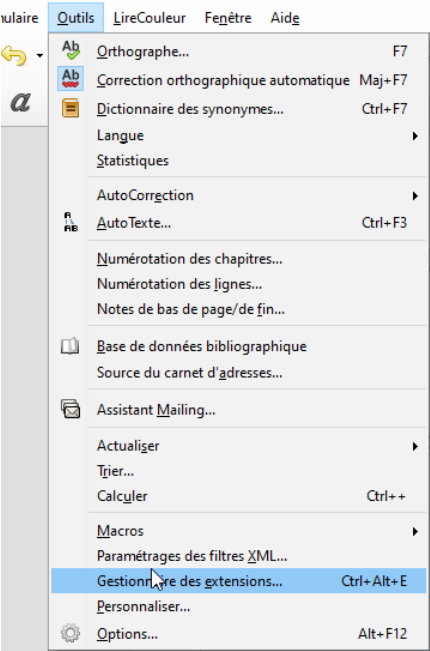 Outils LireCouleur Fenêtre Aide
Ab Orthographe... F7
Ab Correction orthographique automatique Maj+F7
Dictionnaire des synonymes... Ctrl+F7
Langue
Statistiques
AutoCorrection
AutoTexte... Ctrl+F3
Numérotation des chapitres...
Numérotation des lignes...
Notes de bas de page/de fin...
Base de données bibliographique
Source du carnet d'adresses...
Assistant Mailing...
Actualiser
Trier...
Calculer Ctrl++
Macros
Paramétrages des filtres XML...
Gestionnaire des extensions... Ctrl+Alt+E
Personnaliser...
Options... Alt+F12
a